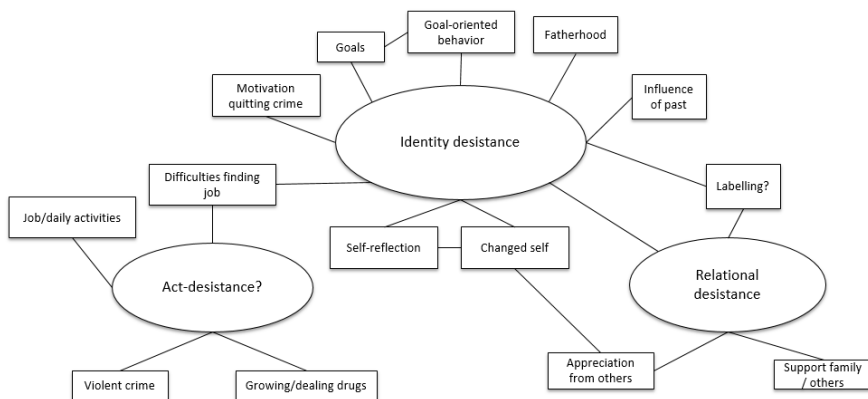 Goal-oriented
behavior
Fatherhood
Goals
Motivation
quitting crime
Influence
of past
Identity desistance
Difficulties finding
job
Labelling?
Job/daily activities
Self-reflection
Changed self
Act-desistance?
Relational
desistance
Appreciation
from others
Support family
/ others
Violent crime
Growing/dealing drugs